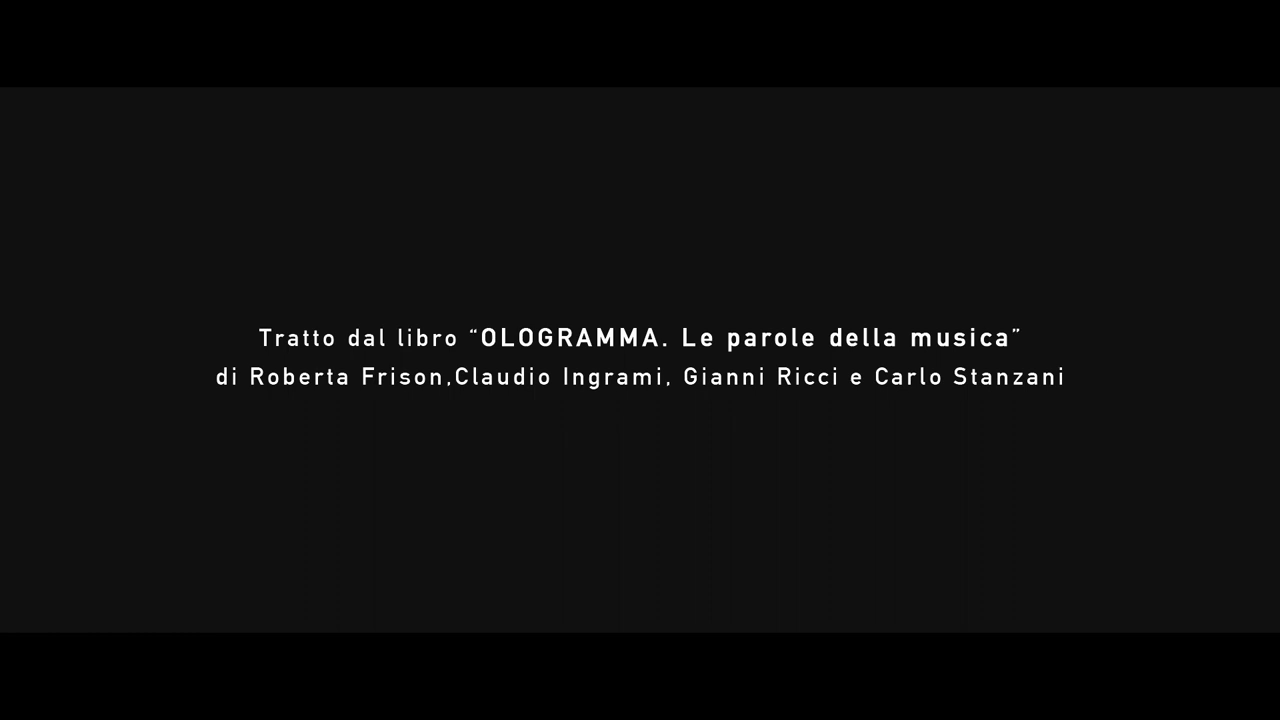 Tratto dal libro “OLOGRAMMA. Le parole della musica”
di Roberta Frison,Claudio Ingrami, Gianni Ricci e Carlo Stanzani